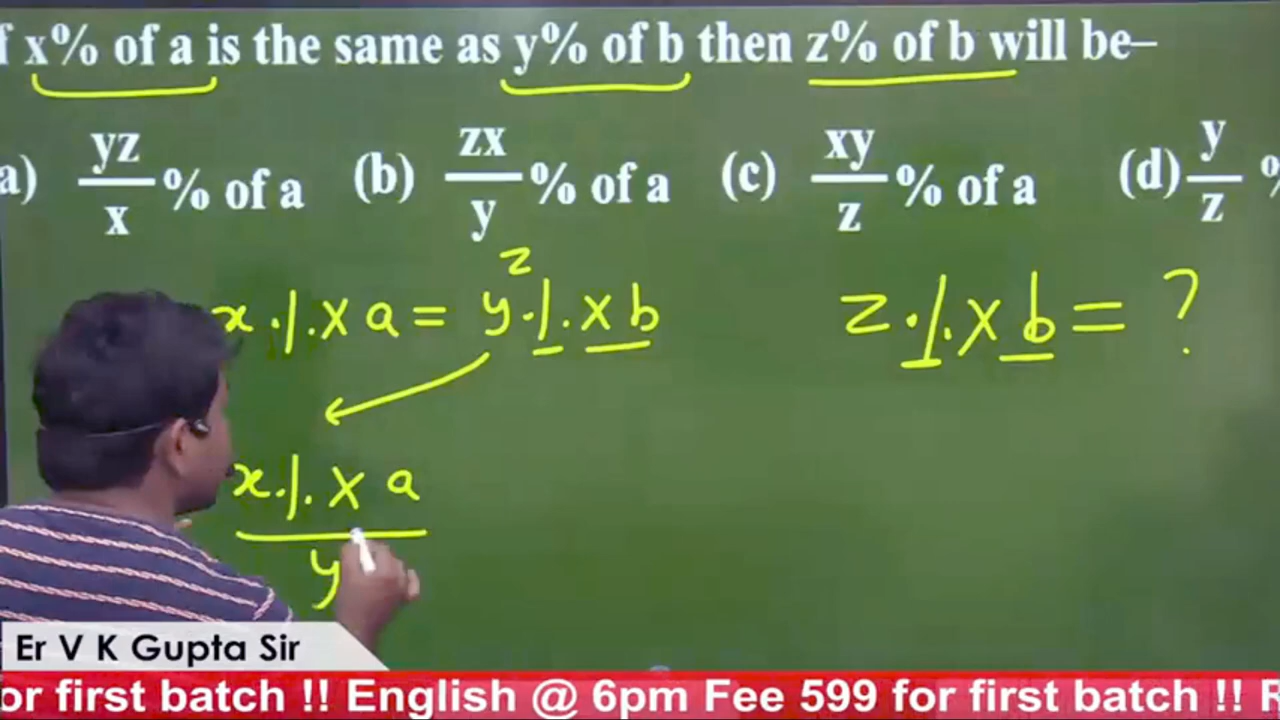 f x% of a is the same as y% of b then z% of b will be–
a) yz/x % of a (b) zx/y % of a (c) xy/z % of a (d) y/z %
z
x % × a = y % × b z % × b = ?
x % × a
y
Er V K Gupta Sir
or first batch !! English @ 6pm Fee 599 for first batch !! R